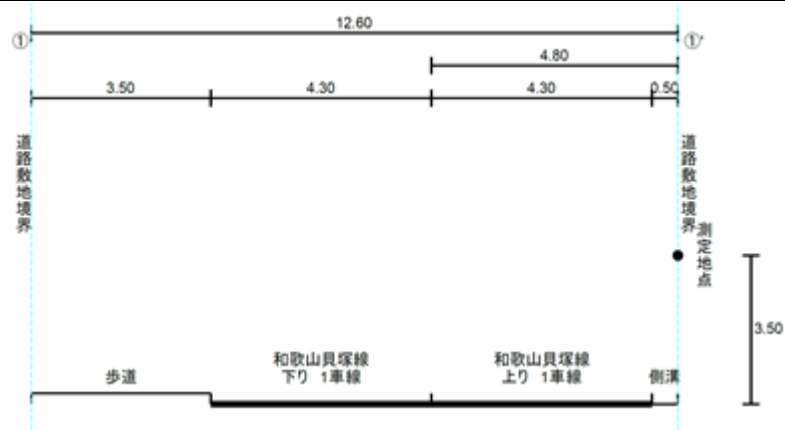 12.60
①
①'
4.80
3.50
4.30
4.30
0.50
道路敷地境界
道路敷地境界
測定地点
3.50
歩道
和歌山貝塚線
下り 1車線
和歌山貝塚線
上り 1車線
側溝